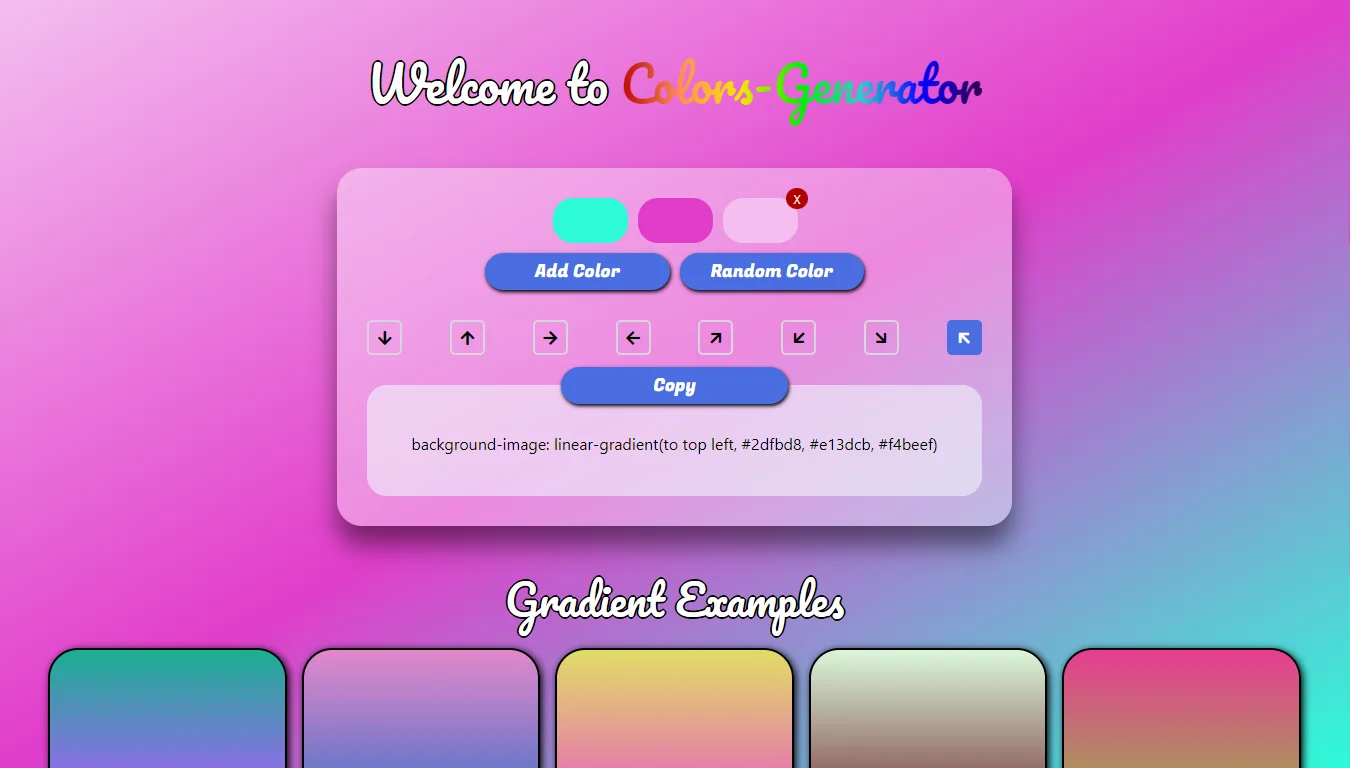 Welcome to Colors-Generator
X
Add Color Random Color
Copy
background-image: linear-gradient(to top left, #2dfbd8, #e13dcb, #f4beef)
Gradient Examples